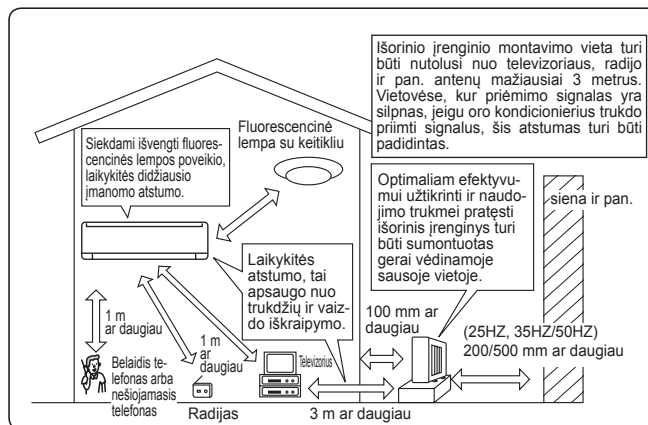 Išorinio įrenginio montavimo vieta turi
būti nutolusi nuo televizoriaus, radijo
ir pan. antenų mažiausiai 3 metrus.
Vietovėse, kur priėmimo signalas yra
silpnas, jeigu oro kondicionierius trukdo
priimti signalus, šis atstumas turi būti
padidintas.
Siekdami išvengti fluores-
cencinės lempos poveikio,
laikykitės didžiausio
įmanomo atstumo.
Fluorescencinė
lempa su keitikliu
Optimaliam efektyvu-
mui užtikrinti ir naudo-
jimo trukmei pratęsti
išorinis įrenginys turi
būti sumontuotas
gerai vėdinamoje
sausoje vietoje.
siena ir pan.
Laikykitės
atstumo, tai
apsaugo nuo
trukdžių ir vaiz-
do iškraipymo.
1 m
ar daugiau
1 m
ar
daugiau
100 mm ar
daugiau
(25HZ, 35HZ/50HZ)
200/500 mm ar daugiau
Belaidis te-
lefonas arba
nešiojamasis
telefonas
Radijas
Televizorius
3 m ar daugiau